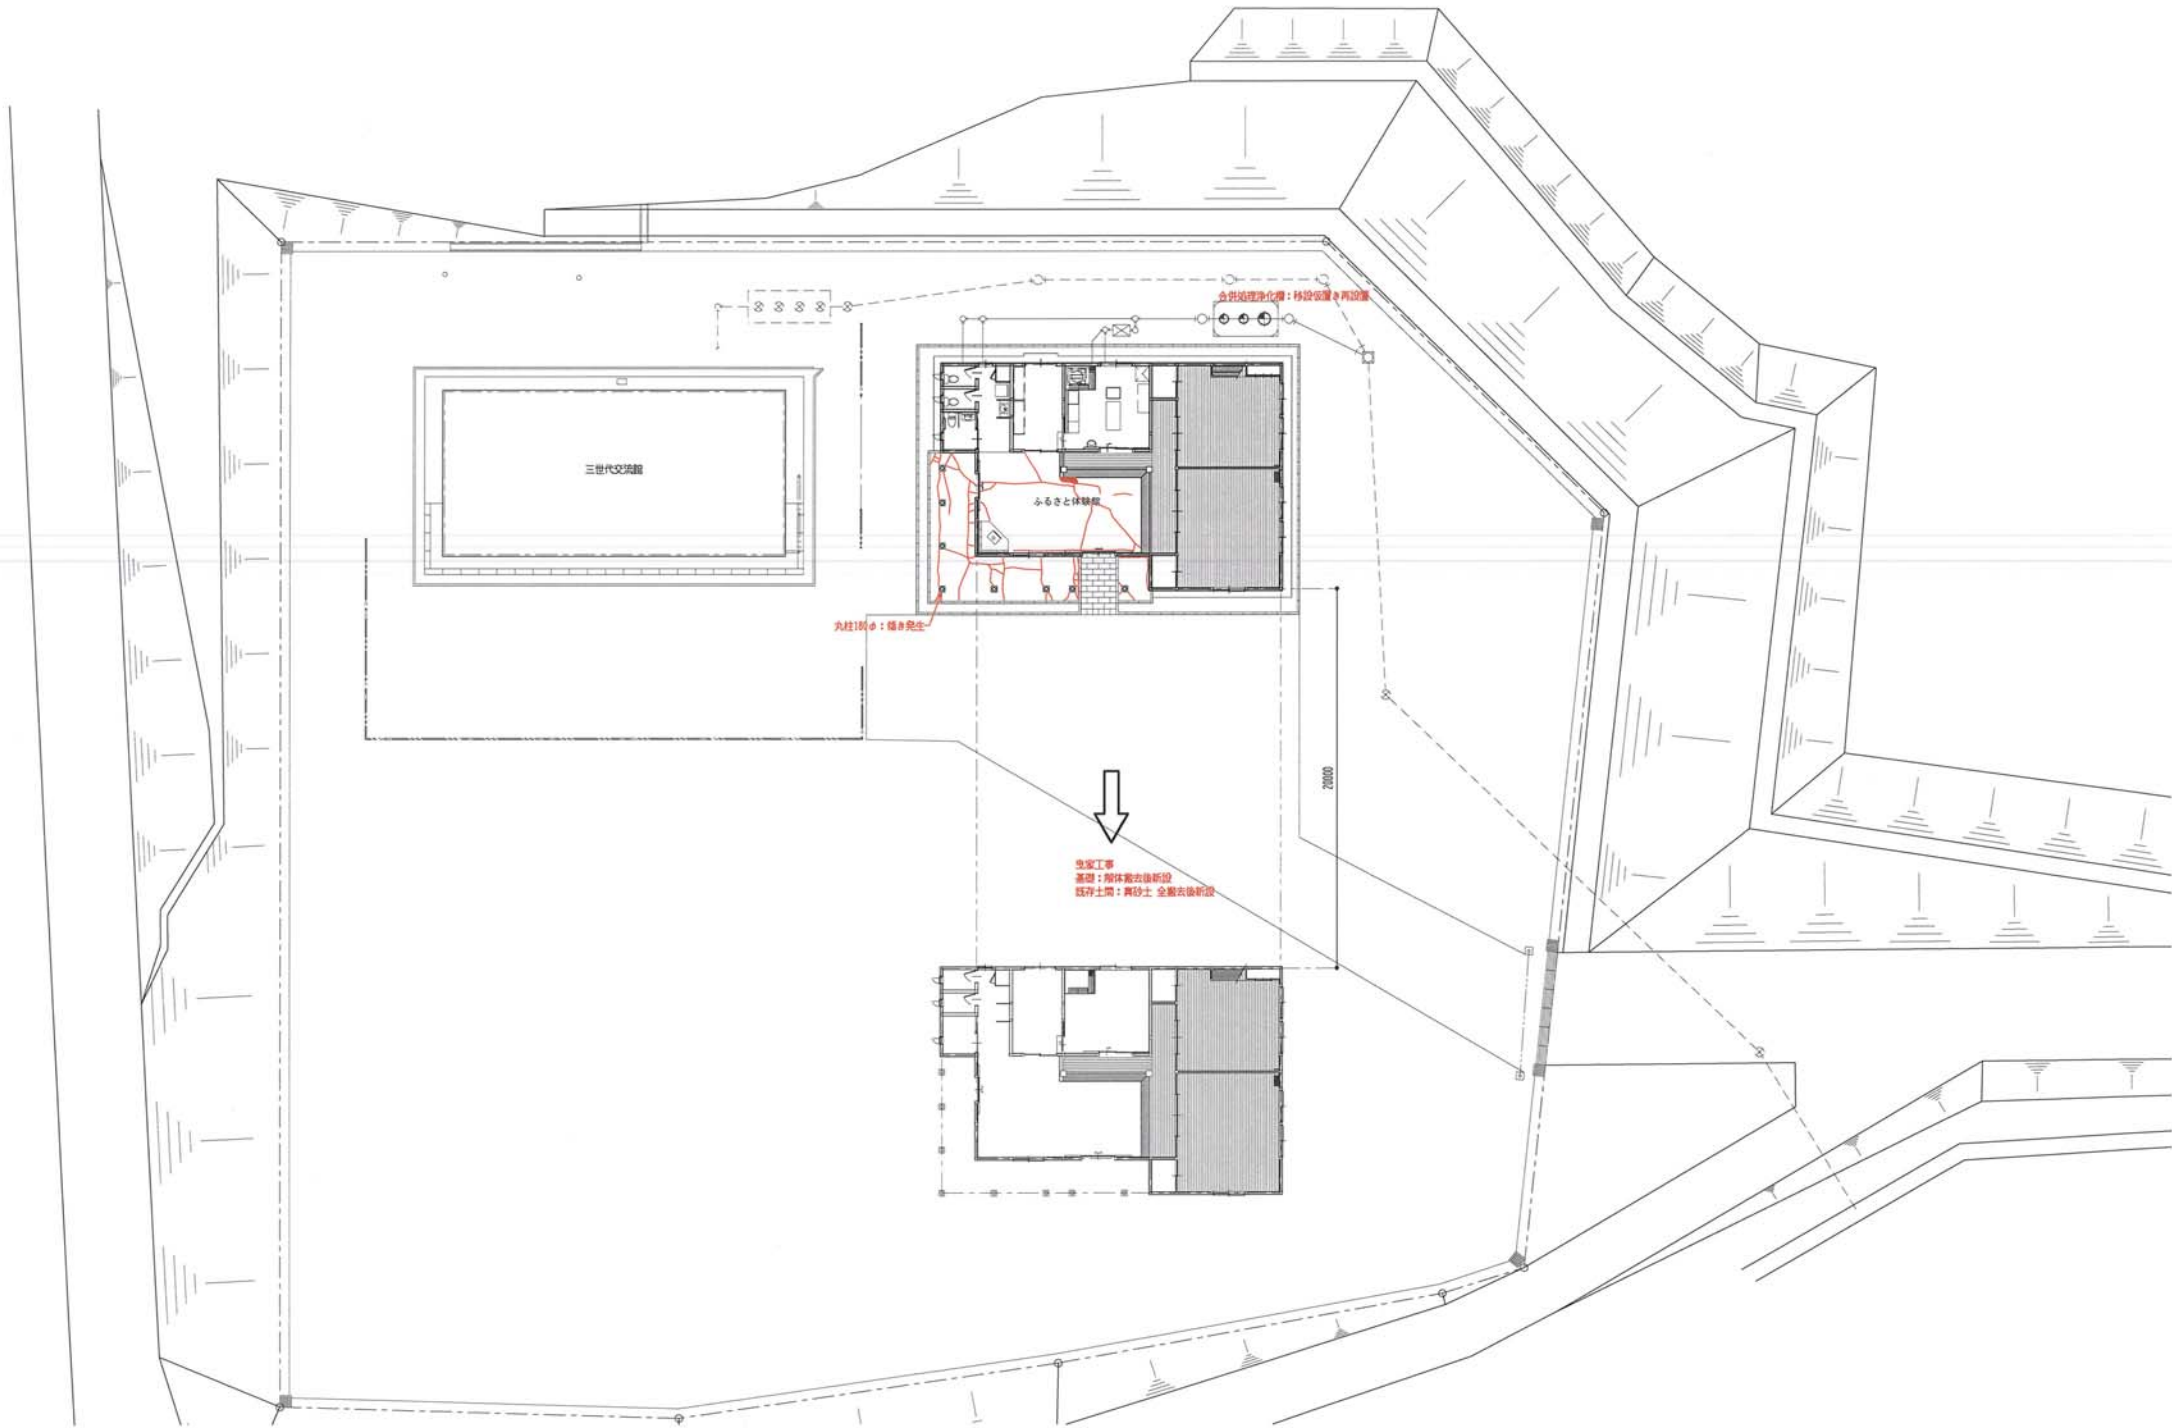 合併処理浄化槽：移設仮置き再設置
三世代交流館
ふるさと体験館
丸柱180φ：傾き発生
20000
曳家工事
基礎：解体撤去後新設
既存土間：真砂土 全撤去後新設